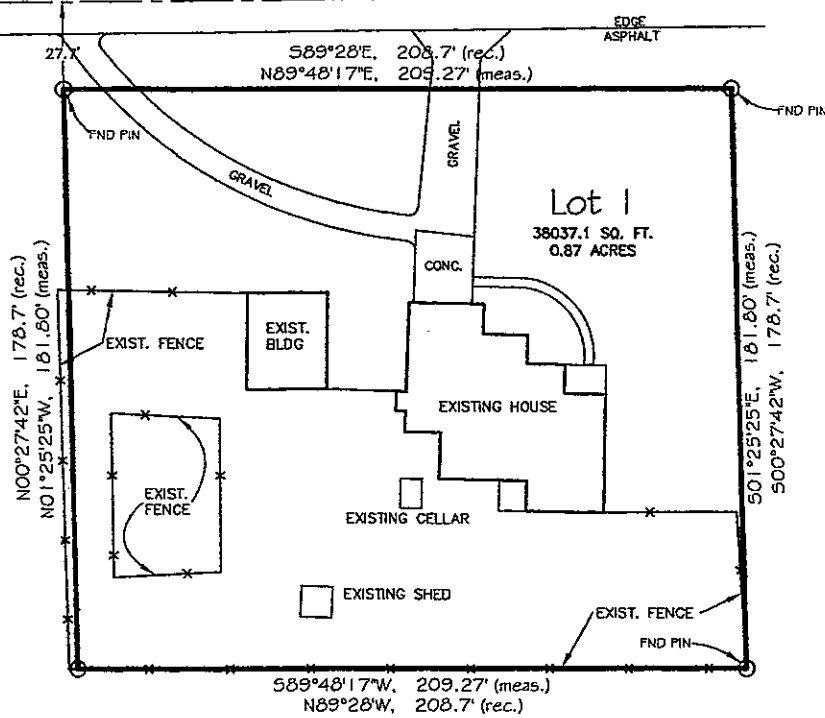 EDGE
ASPHALT
27.7'
S89°28'E, 208.7' (rec.)
N89°48'17"E, 209.27' (meas.)
FND PIN
FND PIN
GRAVEL
GRAVEL
Lot 1
38037.1 SQ. FT.
0.87 ACRES
CONC.
N00°27'42"E, 178.7' (rec.)
N01°25'25"W, 181.80' (meas.)
S01°25'25"E, 181.80' (meas.)
S00°27'42"W, 178.7' (rec.)
EXIST. FENCE
EXIST.
BLDG
EXISTING HOUSE
EXIST.
FENCE
EXISTING CELLAR
EXISTING SHED
EXIST. FENCE
FND PIN
S89°48'17"W, 209.27' (meas.)
N89°28'W, 208.7' (rec.)